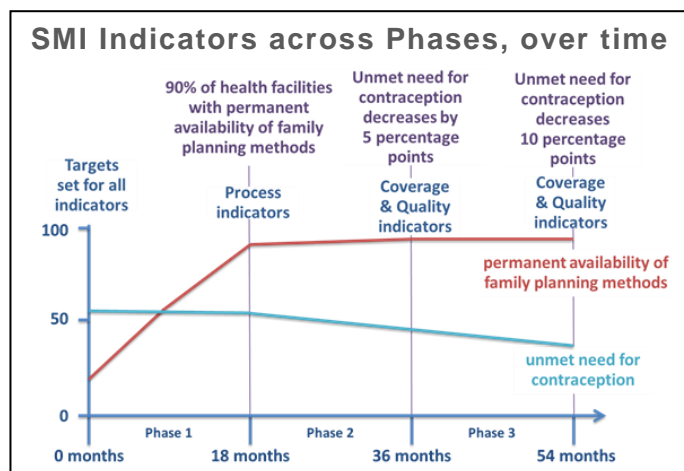 SMI Indicators across Phases, over time
90% of health facilities
with permanent
availability of family
planning methods
Unmet need for
contraception
decreases by
5 percentage
points
Unmet need for
contraception
decreases
10 percentage
points
Targets
set for all
indicators
Process
indicators
Coverage
& Quality
indicators
Coverage
& Quality
indicators
100
50
0
permanent availability of
family planning methods
unmet need for
contraception
Phase 1
Phase 2
Phase 3
0 months
18 months
36 months
54 months